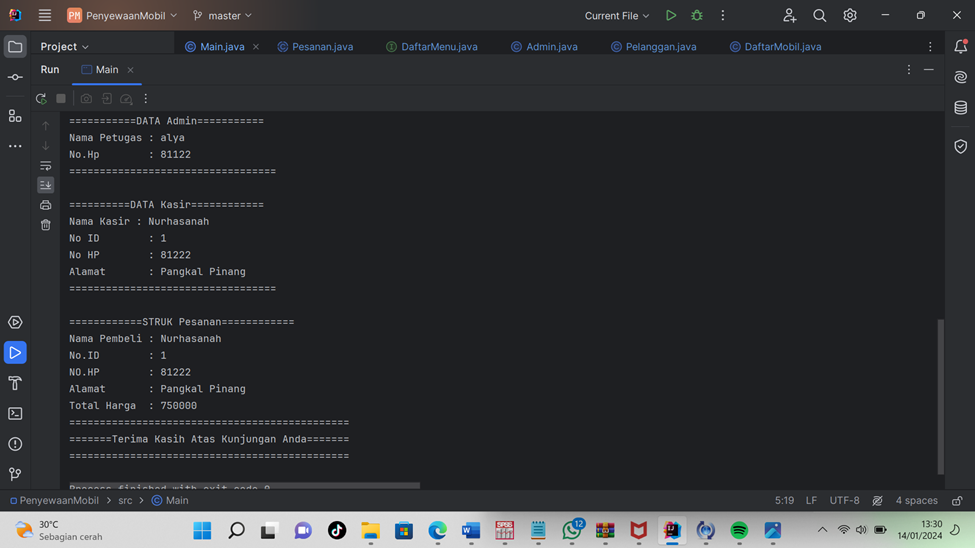 PM PenyewaanMobil master Current File
Project Main.java Pesanan.java DaftarMenu.java Admin.java Pelanggan.java DaftarMobil.java
Run Main
===========DATA Admin===========
Nama Petugas : alya
No.Hp : 81122
==================================
==========DATA Kasir============
Nama Kasir : Nurhasanah
No ID : 1
No HP : 81222
Alamat : Pangkal Pinang
==================================
============STRUK Pesanan============
Nama Pembeli : Nurhasanah
No.ID : 1
NO.HP : 81222
Alamat : Pangkal Pinang
Total Harga : 750000
==============================================
=======Terima Kasih Atas Kunjungan Anda=======
==============================================
Process finished with exit code 0
PenyewaanMobil > src > Main 5:19 LF UTF-8 4 spaces
30°C
Sebagian cerah
12
13:30
14/01/2024